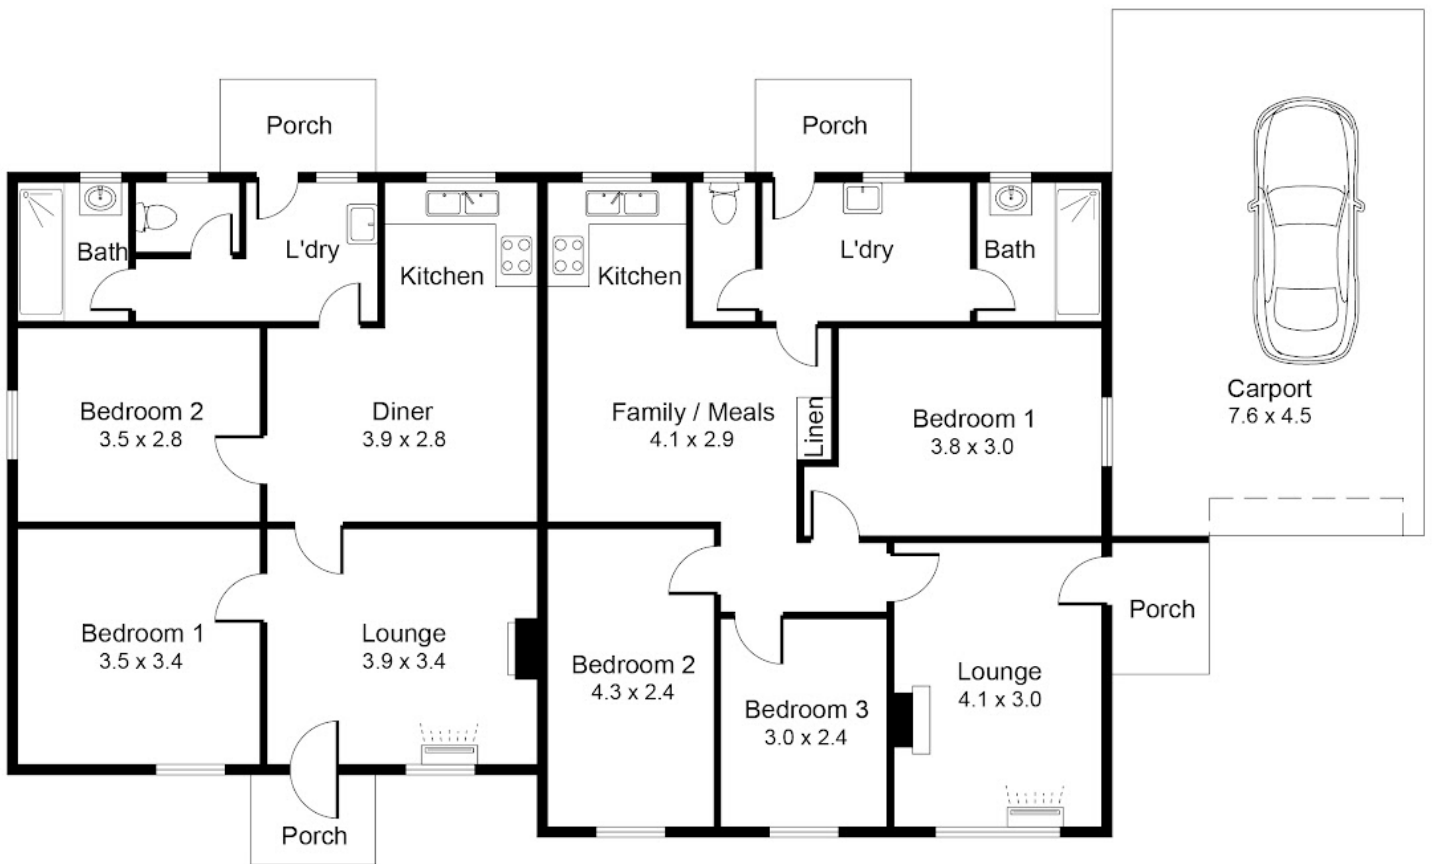 Porch
Porch
Bath
L'dry
Kitchen
Kitchen
L'dry
Bath
Bedroom 2
3.5 x 2.8
Diner
3.9 x 2.8
Family / Meals
4.1 x 2.9
Linen
Bedroom 1
3.8 x 3.0
Carport
7.6 x 4.5
Bedroom 1
3.5 x 3.4
Lounge
3.9 x 3.4
Bedroom 2
4.3 x 2.4
Bedroom 3
3.0 x 2.4
Lounge
4.1 x 3.0
Porch
Porch